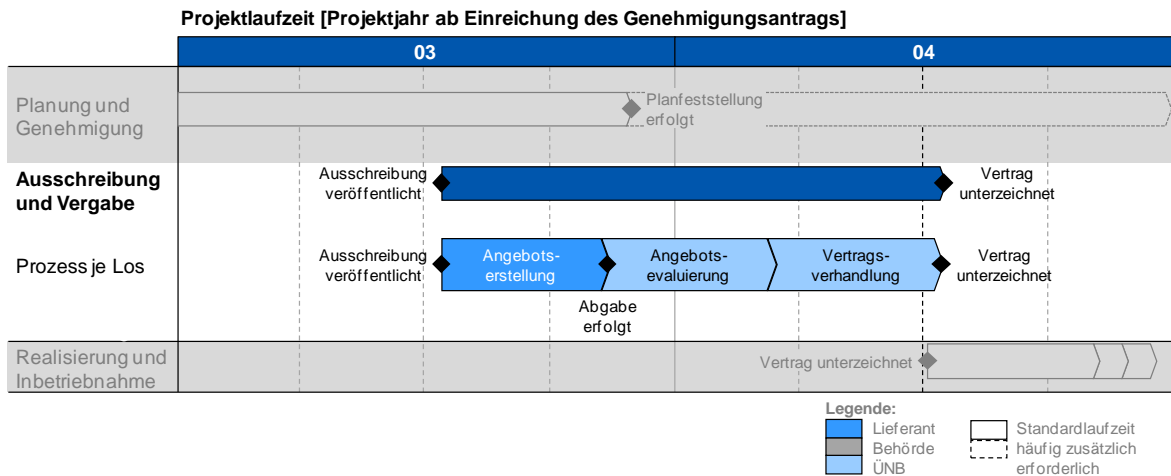 Projektlaufzeit [Projektjahr ab Einreichung des Genehmigungsantrags]
03
04
Planung und
Genehmigung
Planfeststellung
erfolgt
Ausschreibung
und Vergabe
Ausschreibung
veröffentlicht
Vertrag
unterzeichnet
Prozess je Los
Ausschreibung
veröffentlicht
Angebots-
erstellung
Angebots-
evaluierung
Vertrags-
verhandlung
Vertrag
unterzeichnet
Abgabe
erfolgt
Realisierung und
Inbetriebnahme
Vertrag unterzeichnet
Legende:
Lieferant
Behörde
ÜNB
Standardlaufzeit
häufig zusätzlich
erforderlich